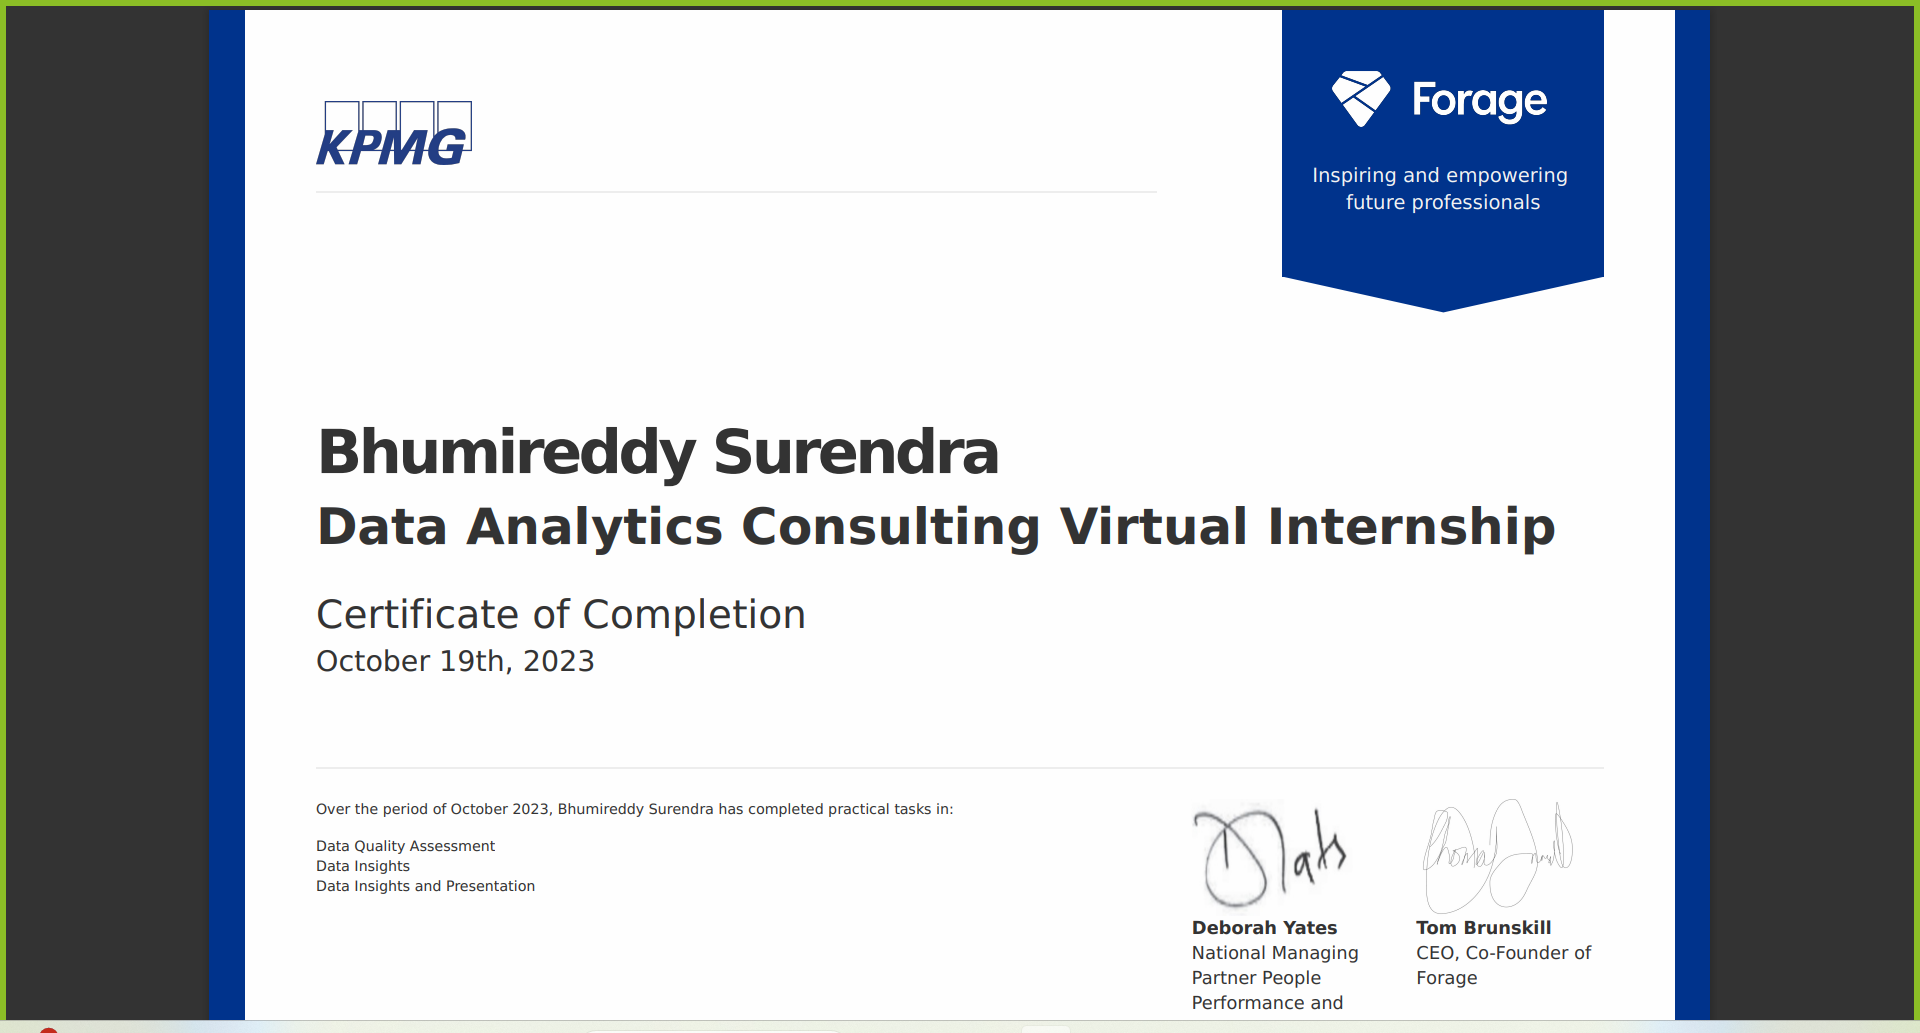 KPMG
Forage
Inspiring and empowering
future professionals
Bhumireddy Surendra
Data Analytics Consulting Virtual Internship
Certificate of Completion
October 19th, 2023
Over the period of October 2023, Bhumireddy Surendra has completed practical tasks in:
Data Quality Assessment
Data Insights
Data Insights and Presentation
Deborah Yates
National Managing
Partner People
Performance and
Tom Brunskill
CEO, Co-Founder of
Forage